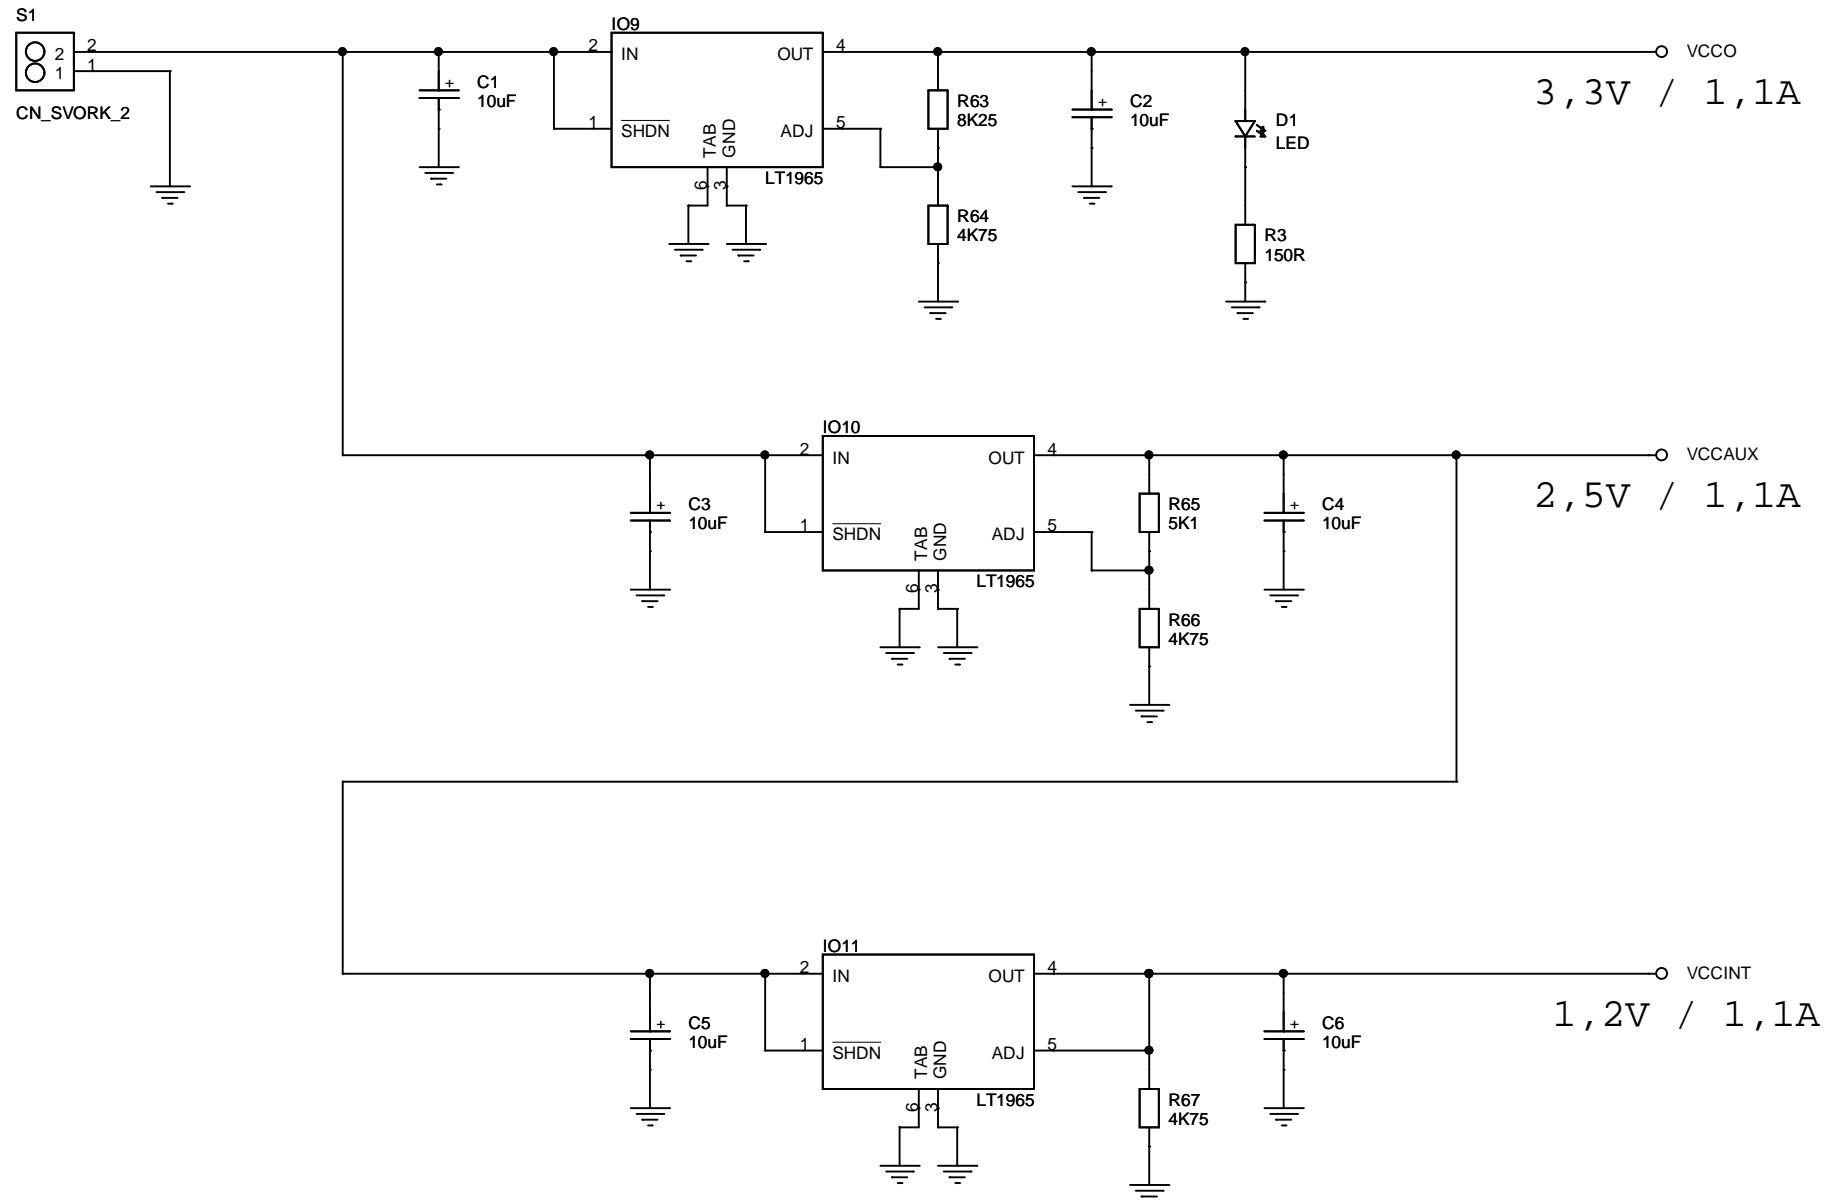 S1
2
1
2
1
CN_SVORK_2
C1
10uF
IO9
2
IN
OUT
4
1
SHDN
ADJ
5
TAB
GND
6
3
LT1965
R63
8K25
R64
4K75
C2
10uF
D1
LED
R3
150R
VCCO
3,3V / 1,1A
IO10
2
IN
OUT
4
C3
10uF
1
SHDN
ADJ
5
TAB
GND
6
3
LT1965
R65
5K1
R66
4K75
C4
10uF
VCCAUX
2,5V / 1,1A
IO11
2
IN
OUT
4
C5
10uF
1
SHDN
ADJ
5
TAB
GND
6
3
LT1965
R67
4K75
C6
10uF
VCCINT
1,2V / 1,1A